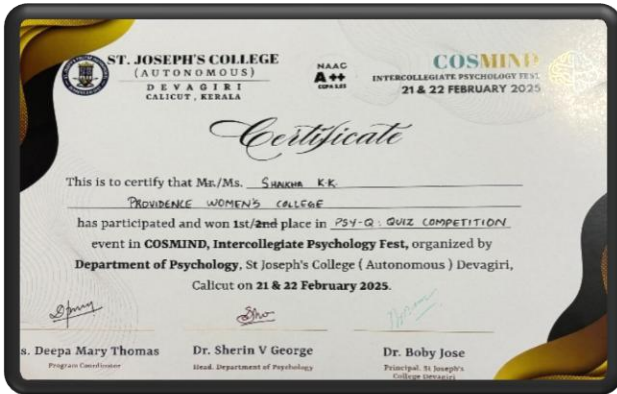 ST. JOSEPH'S COLLEGE
(AUTONOMOUS)
DEVAGIRI
CALICUT, KERALA
NAAC
A++
COSMIND
INTERCOLLEGIATE PSYCHOLOGY FEST
21 & 22 FEBRUARY 2025
Certificate
This is to certify that Mr./Ms. SHAIKHA K.K.
PROVIDENCE WOMEN'S COLLEGE
has participated and won 1st/2nd place in PSY-Q: QUIZ COMPETITION
event in COSMIND, Intercollegiate Psychology Fest, organized by
Department of Psychology, St Joseph's College (Autonomous) Devagiri,
Calicut on 21 & 22 February 2025.
s. Deepa Mary Thomas
Program Coordinator
Dr. Sherin V George
Head, Department of Psychology
Dr. Boby Jose
Principal, St Joseph's
College Devagiri